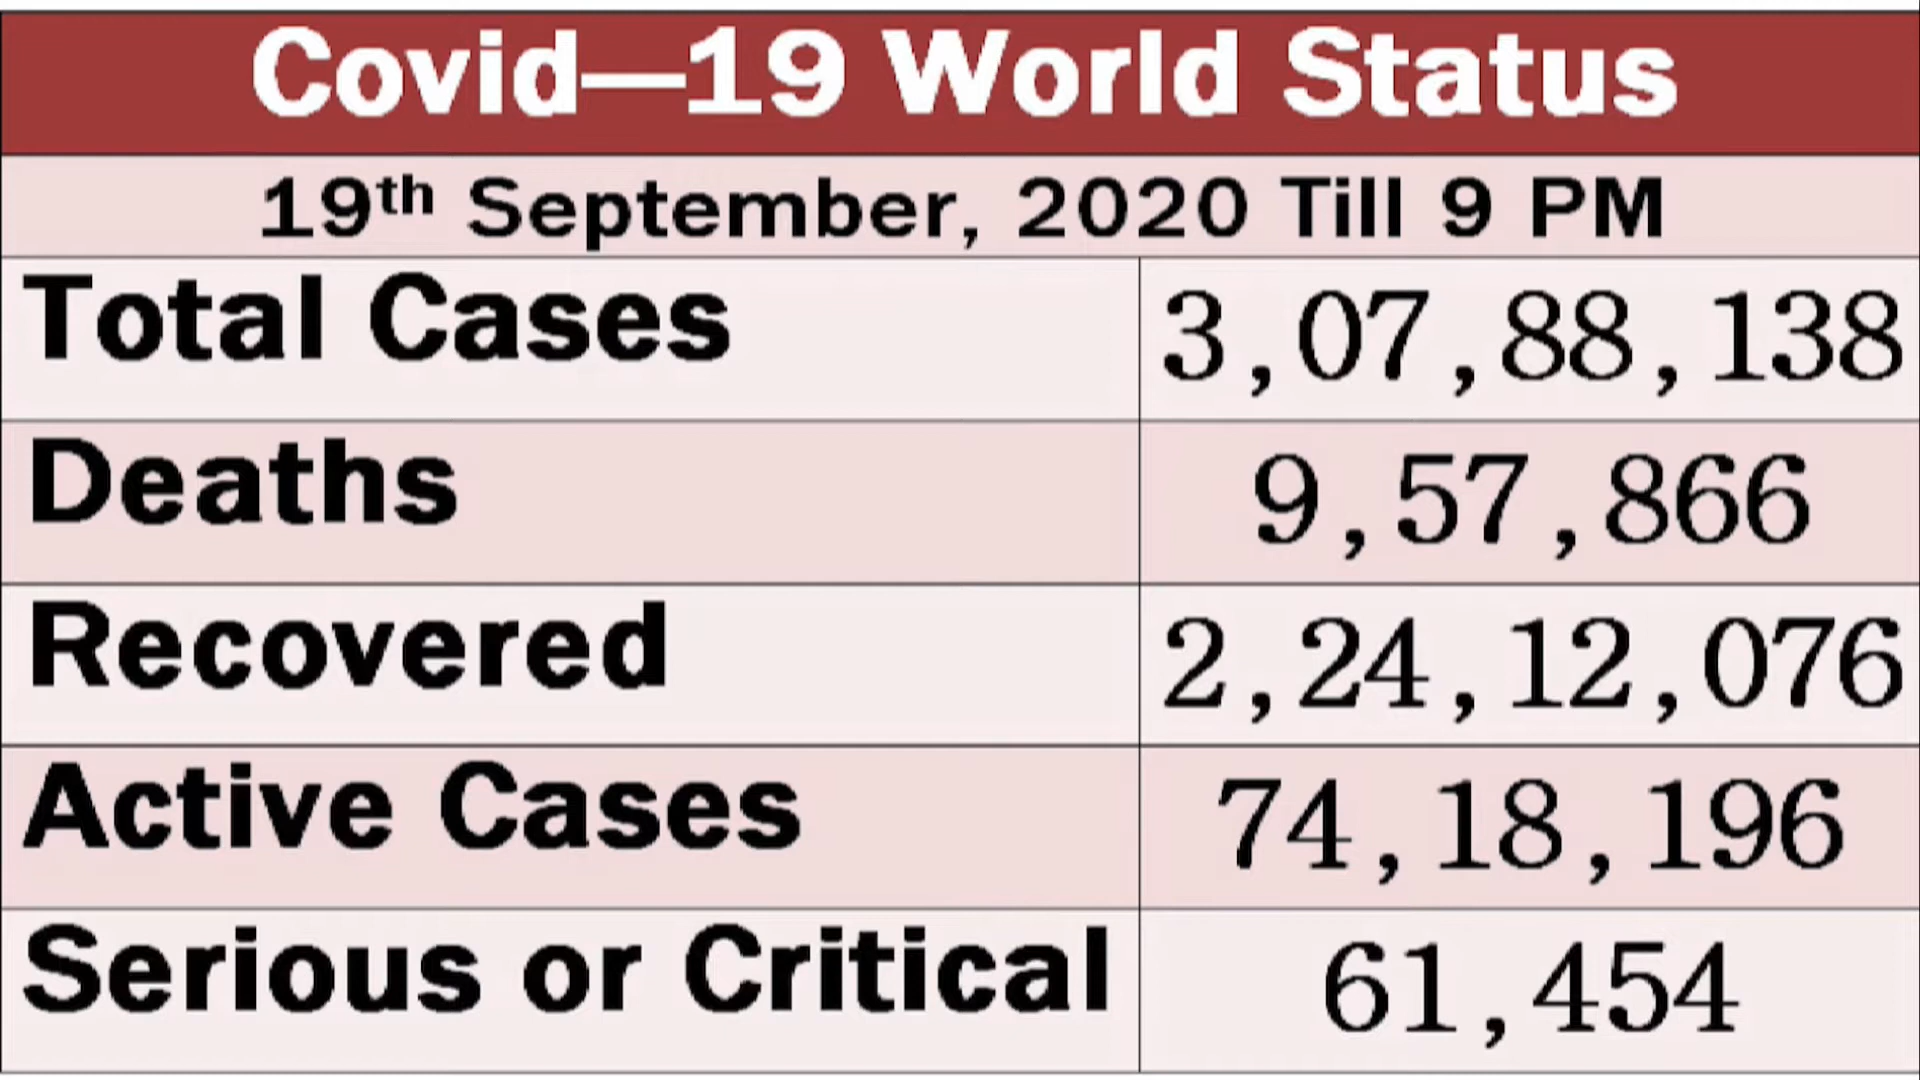 Covid—19 World Status
19th September, 2020 Till 9 PM
Total Cases 3,07,88,138
Deaths 9,57,866
Recovered 2,24,12,076
Active Cases 74,18,196
Serious or Critical 61,454